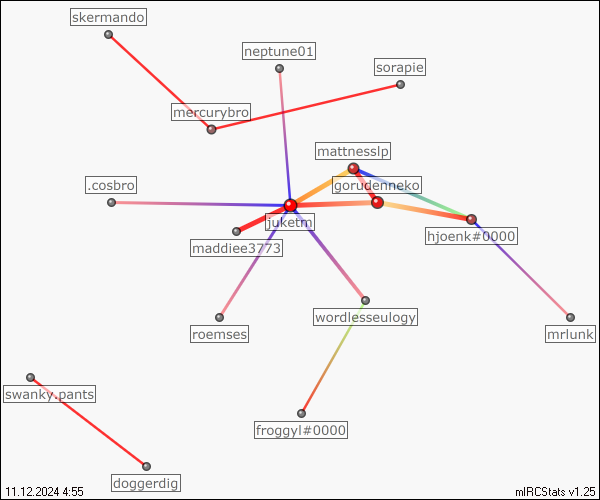 skermando
neptune01
sorapie
mercurybro
mattnesslp
.cosbro
gorudenneko
juketm
hjoenk#0000
maddiee3773
wordlesseulogy
roemses
mrlunk
swanky.pants
froggyl#0000
doggerdig
11.12.2024 4:55
mIRCStats v1.25